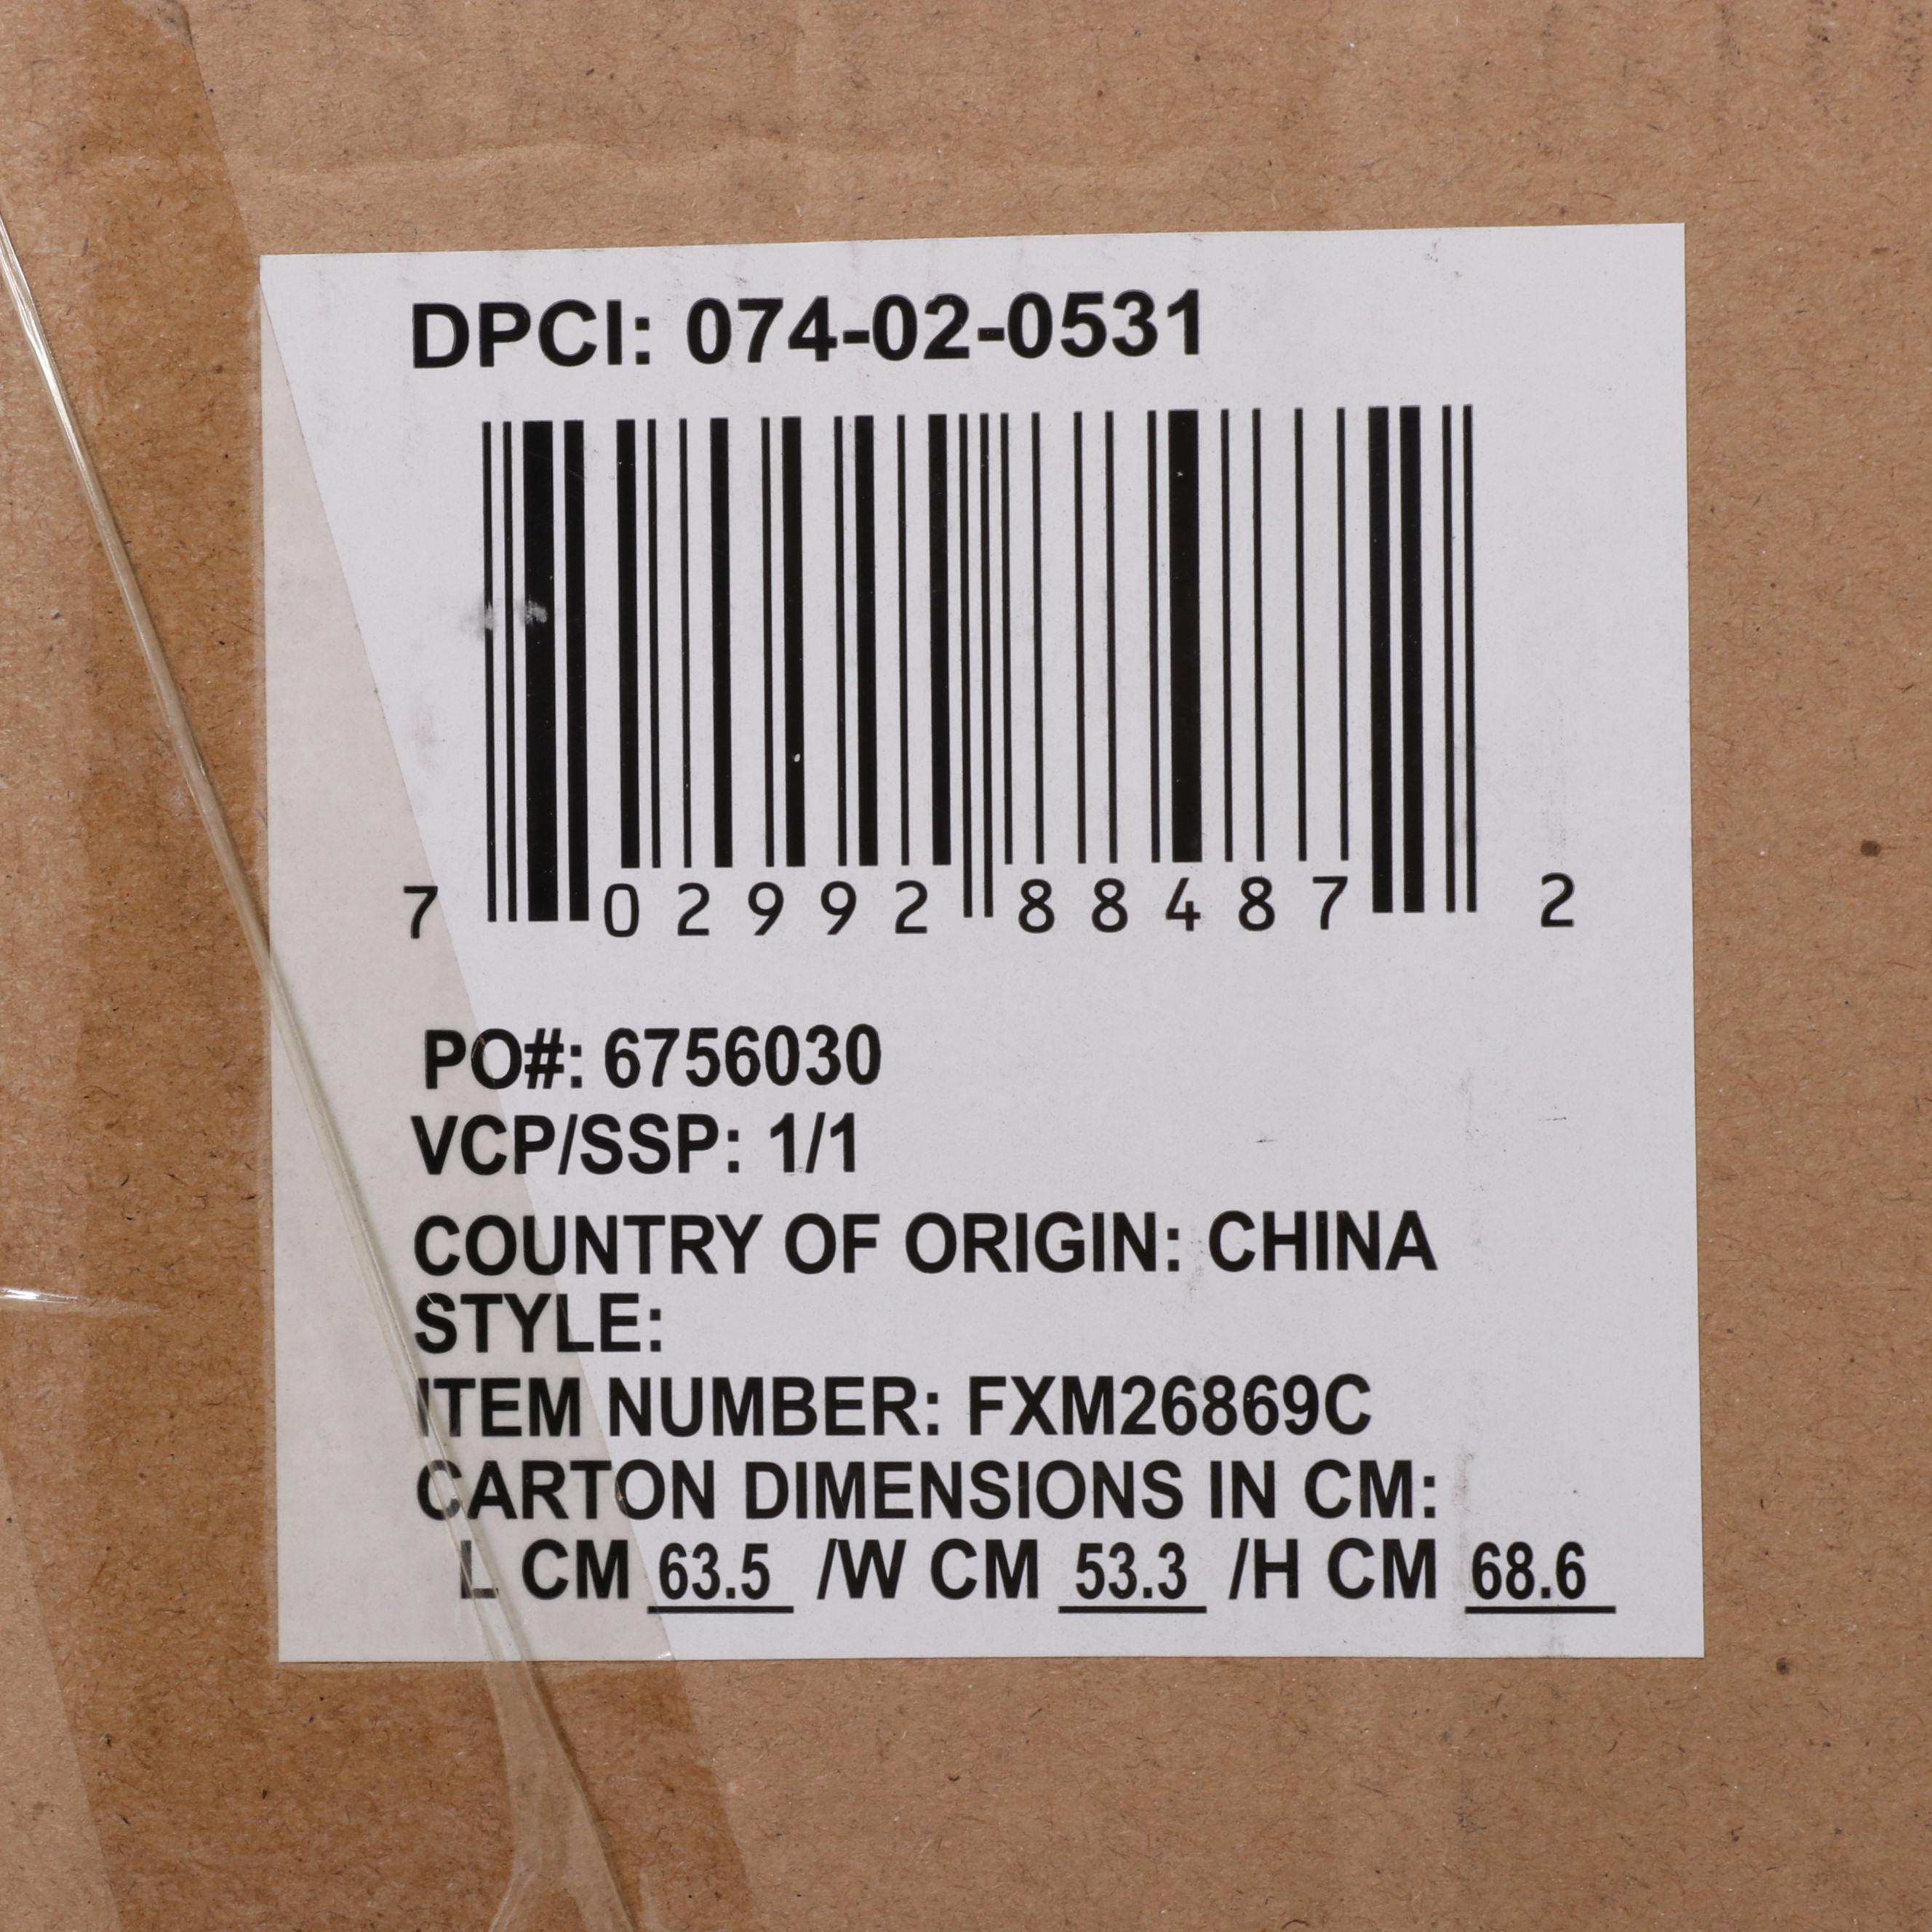 DPCI: 074-02-0531
7 02992 88487 2
PO#: 6756030
VCP/SSP: 1/1
COUNTRY OF ORIGIN: CHINA
STYLE:
ITEM NUMBER: FXM26869C
CARTON DIMENSIONS IN CM:
L CM 63.5 /W CM 53.3 /H CM 68.6